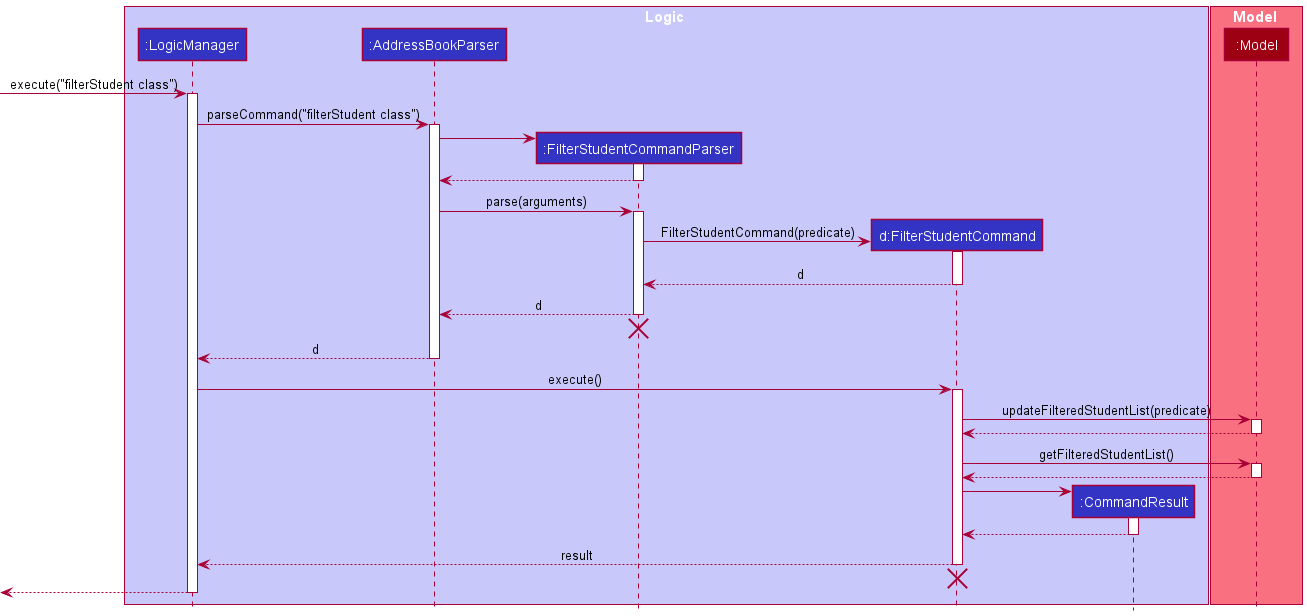 Logic
Model
:LogicManager
:AddressBookParser
:Model
execute("filterStudent class")
parseCommand("filterStudent class")
:FilterStudentCommandParser
parse(arguments)
FilterStudentCommand(predicate)
d:FilterStudentCommand
d
d
d
execute()
updateFilteredStudentList(predicate)
getFilteredStudentList()
:CommandResult
result